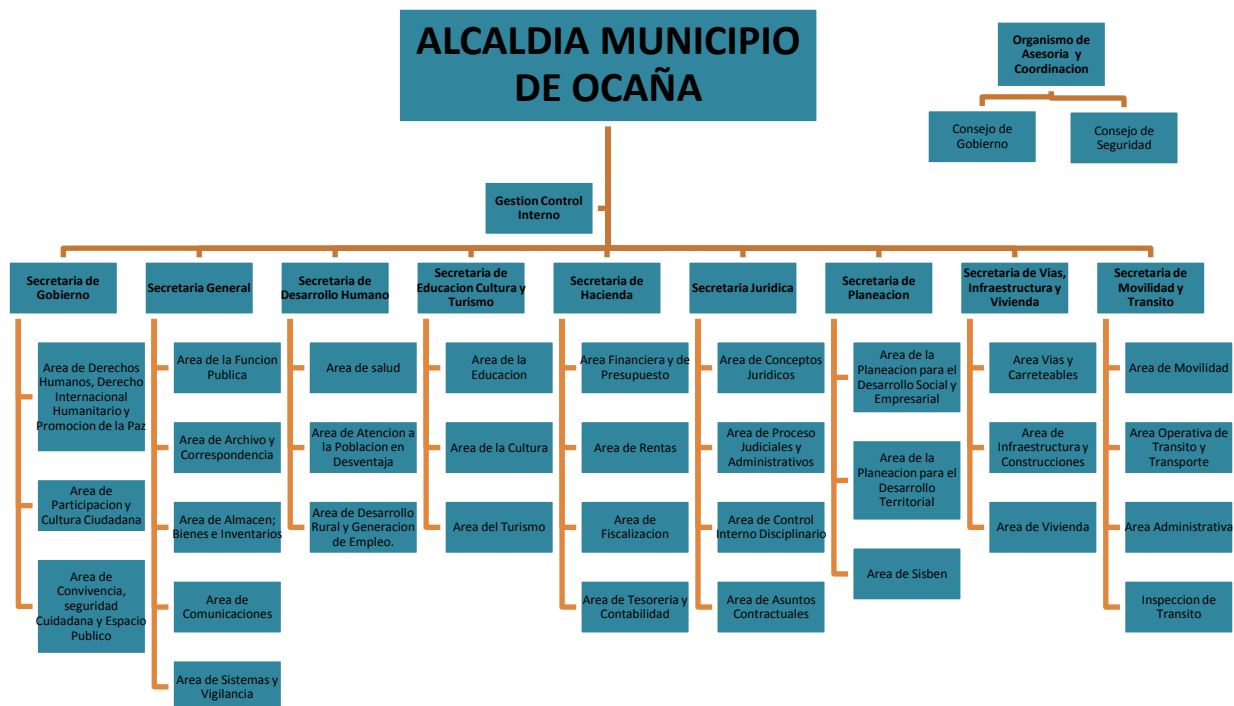 ALCALDIA MUNICIPIO
DE OCAÑA
Organismo de
Asesoria y
Coordinacion
Consejo de
Gobierno
Consejo de
Seguridad
Gestion Control
Interno
Secretaria de
Gobierno
Area de Derechos
Humanos, Derecho
Internacional
Humanitario y
Promocion de la Paz
Area de
Participacion y
Cultura Ciudadana
Area de
Convivencia,
seguridad
Cuidadana y Espacio
Publico
Secretaria General
Area de la Funcion
Publica
Area de Archivo y
Correspondencia
Area de Almacen;
Bienes e Inventarios
Area de
Comunicaciones
Area de Sistemas y
Vigilancia
Secretaria de
Desarrollo Humano
Area de salud
Area de Atencion a
la Poblacion en
Desventaja
Area de Desarrollo
Rural y Generacion
de Empleo.
Secretaria de
Educacion Cultura y
Turismo
Area de la
Educacion
Area de la Cultura
Area del Turismo
Secretaria de
Hacienda
Area Financiera y de
Presupuesto
Area de Rentas
Area de
Fiscalizacion
Area de Tesoreria y
Contabilidad
Secretaria Juridica
Area de Conceptos
Juridicos
Area de Proceso
Judiciales y
Administrativos
Area de Control
Interno Disciplinario
Area de Asuntos
Contractuales
Secretaria de
Planeacion
Area de la
Planeacion para el
Desarrollo Social y
Empresarial
Area de la
Planeacion para el
Desarrollo
Territorial
Area de Sisben
Secretaria de Vias,
Infraestructura y
Vivienda
Area Vias y
Carreteables
Area de
Infraestructura y
Construcciones
Area de Vivienda
Secretaria de
Movilidad y
Transito
Area de Movilidad
Area Operativa de
Transito y
Transporte
Area Administrativa
Inspeccion de
Transito